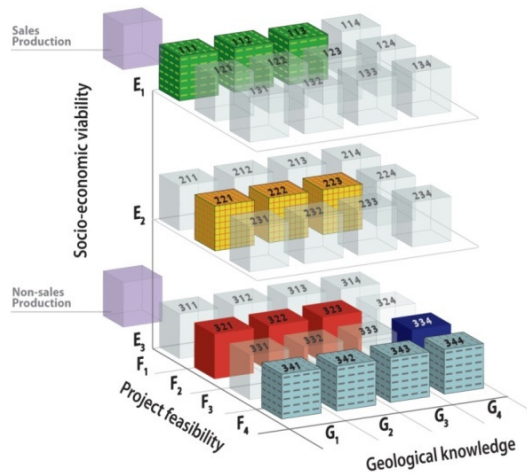 Sales
Production
Socio-economic viability
E1
111
112
113
114
121
122
123
124
131
132
133
134
E2
211
212
213
214
221
222
223
224
231
232
233
234
Non-sales
Production
E3
311
312
313
314
321
322
323
324
331
332
333
334
341
342
343
344
F1
F2
F3
F4
Project feasibility
G1
G2
G3
G4
Geological knowledge